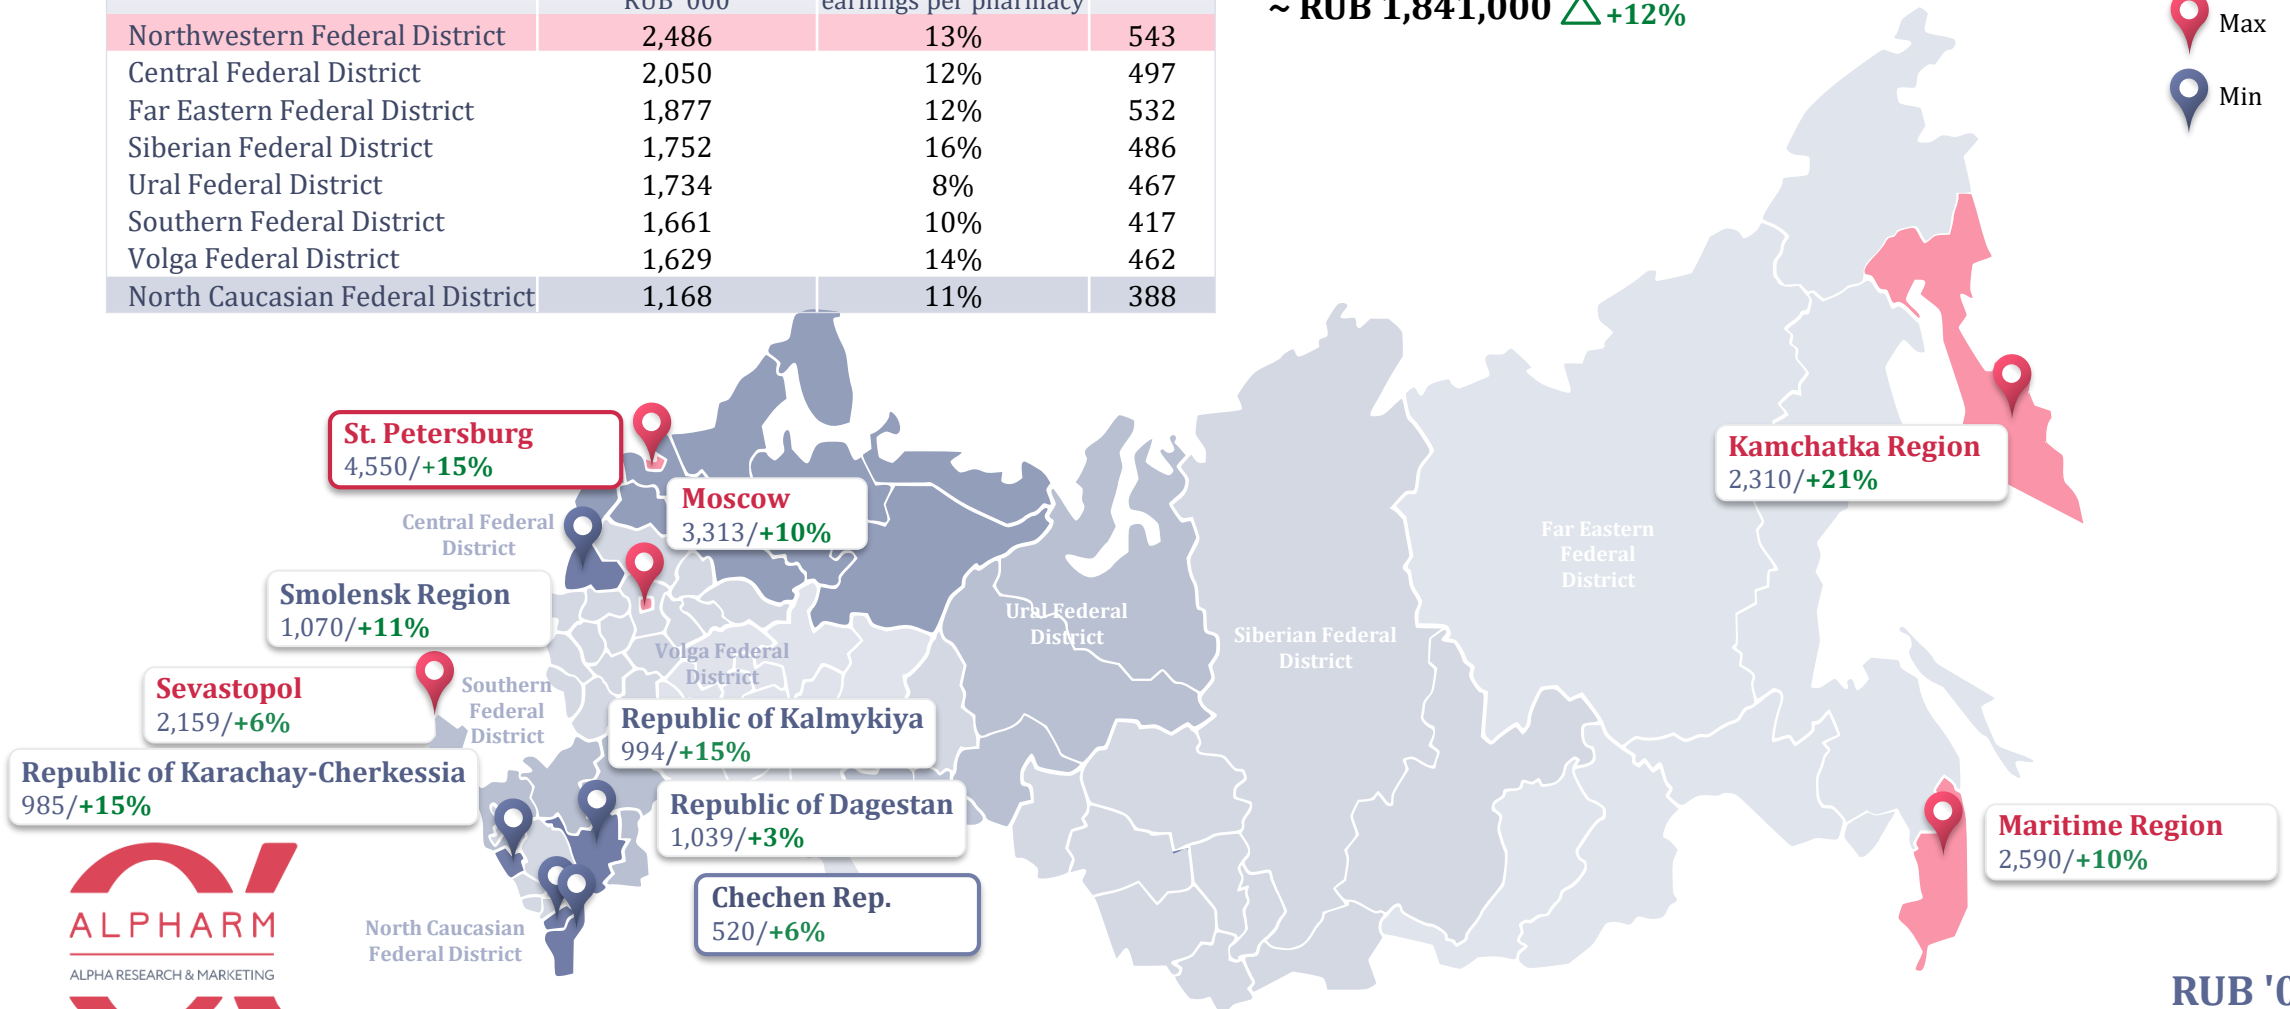 RUB '000 earnings per pharmacy
~ RUB 1,841,000 △ +12%
Max
Min
Northwestern Federal District 2,486 13% 543
Central Federal District 2,050 12% 497
Far Eastern Federal District 1,877 12% 532
Siberian Federal District 1,752 16% 486
Ural Federal District 1,734 8% 467
Southern Federal District 1,661 10% 417
Volga Federal District 1,629 14% 462
North Caucasian Federal District 1,168 11% 388
St. Petersburg
4,550/+15%
Moscow
3,313/+10%
Kamchatka Region
2,310/+21%
Central Federal
District
Far Eastern
Federal
District
Smolensk Region
1,070/+11%
Ural Federal
District
Siberian Federal
District
Volga Federal
District
Sevastopol
2,159/+6%
Southern
Federal
District
Republic of Kalmykiya
994/+15%
Republic of Karachay-Cherkessia
985/+15%
Republic of Dagestan
1,039/+3%
Maritime Region
2,590/+10%
Chechen Rep.
520/+6%
North Caucasian
Federal District
ALPHARM
ALPHA RESEARCH & MARKETING
RUB '0